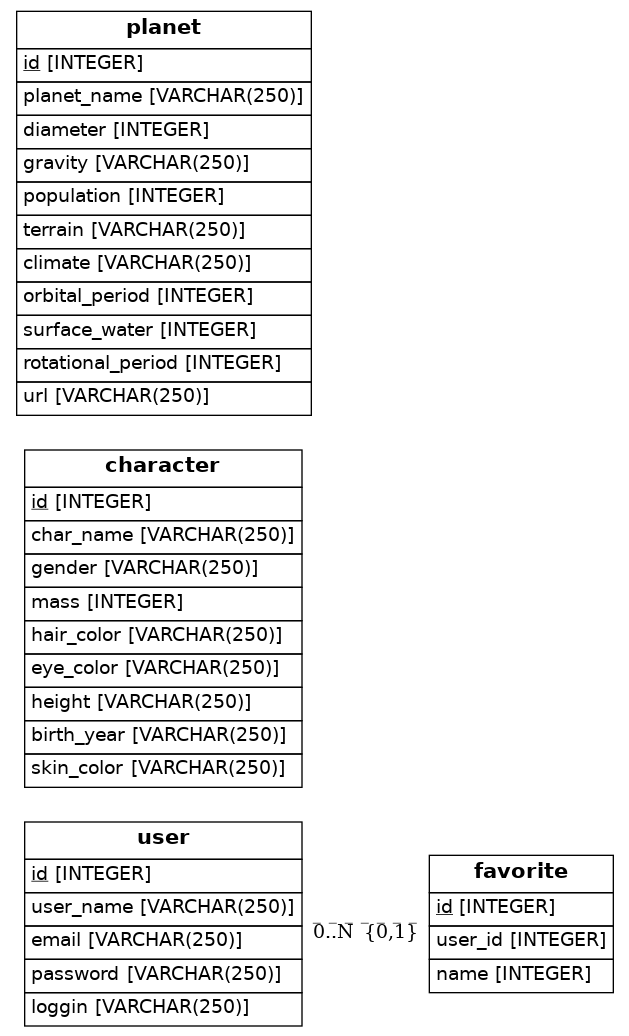 planet
id [INTEGER]
planet_name [VARCHAR(250)]
diameter [INTEGER]
gravity [VARCHAR(250)]
population [INTEGER]
terrain [VARCHAR(250)]
climate [VARCHAR(250)]
orbital_period [INTEGER]
surface_water [INTEGER]
rotational_period [INTEGER]
url [VARCHAR(250)]
character
id [INTEGER]
char_name [VARCHAR(250)]
gender [VARCHAR(250)]
mass [INTEGER]
hair_color [VARCHAR(250)]
eye_color [VARCHAR(250)]
height [VARCHAR(250)]
birth_year [VARCHAR(250)]
skin_color [VARCHAR(250)]
user
id [INTEGER]
user_name [VARCHAR(250)]
email [VARCHAR(250)]
password [VARCHAR(250)]
loggin [VARCHAR(250)]
0..N {0,1}
favorite
id [INTEGER]
user_id [INTEGER]
name [INTEGER]